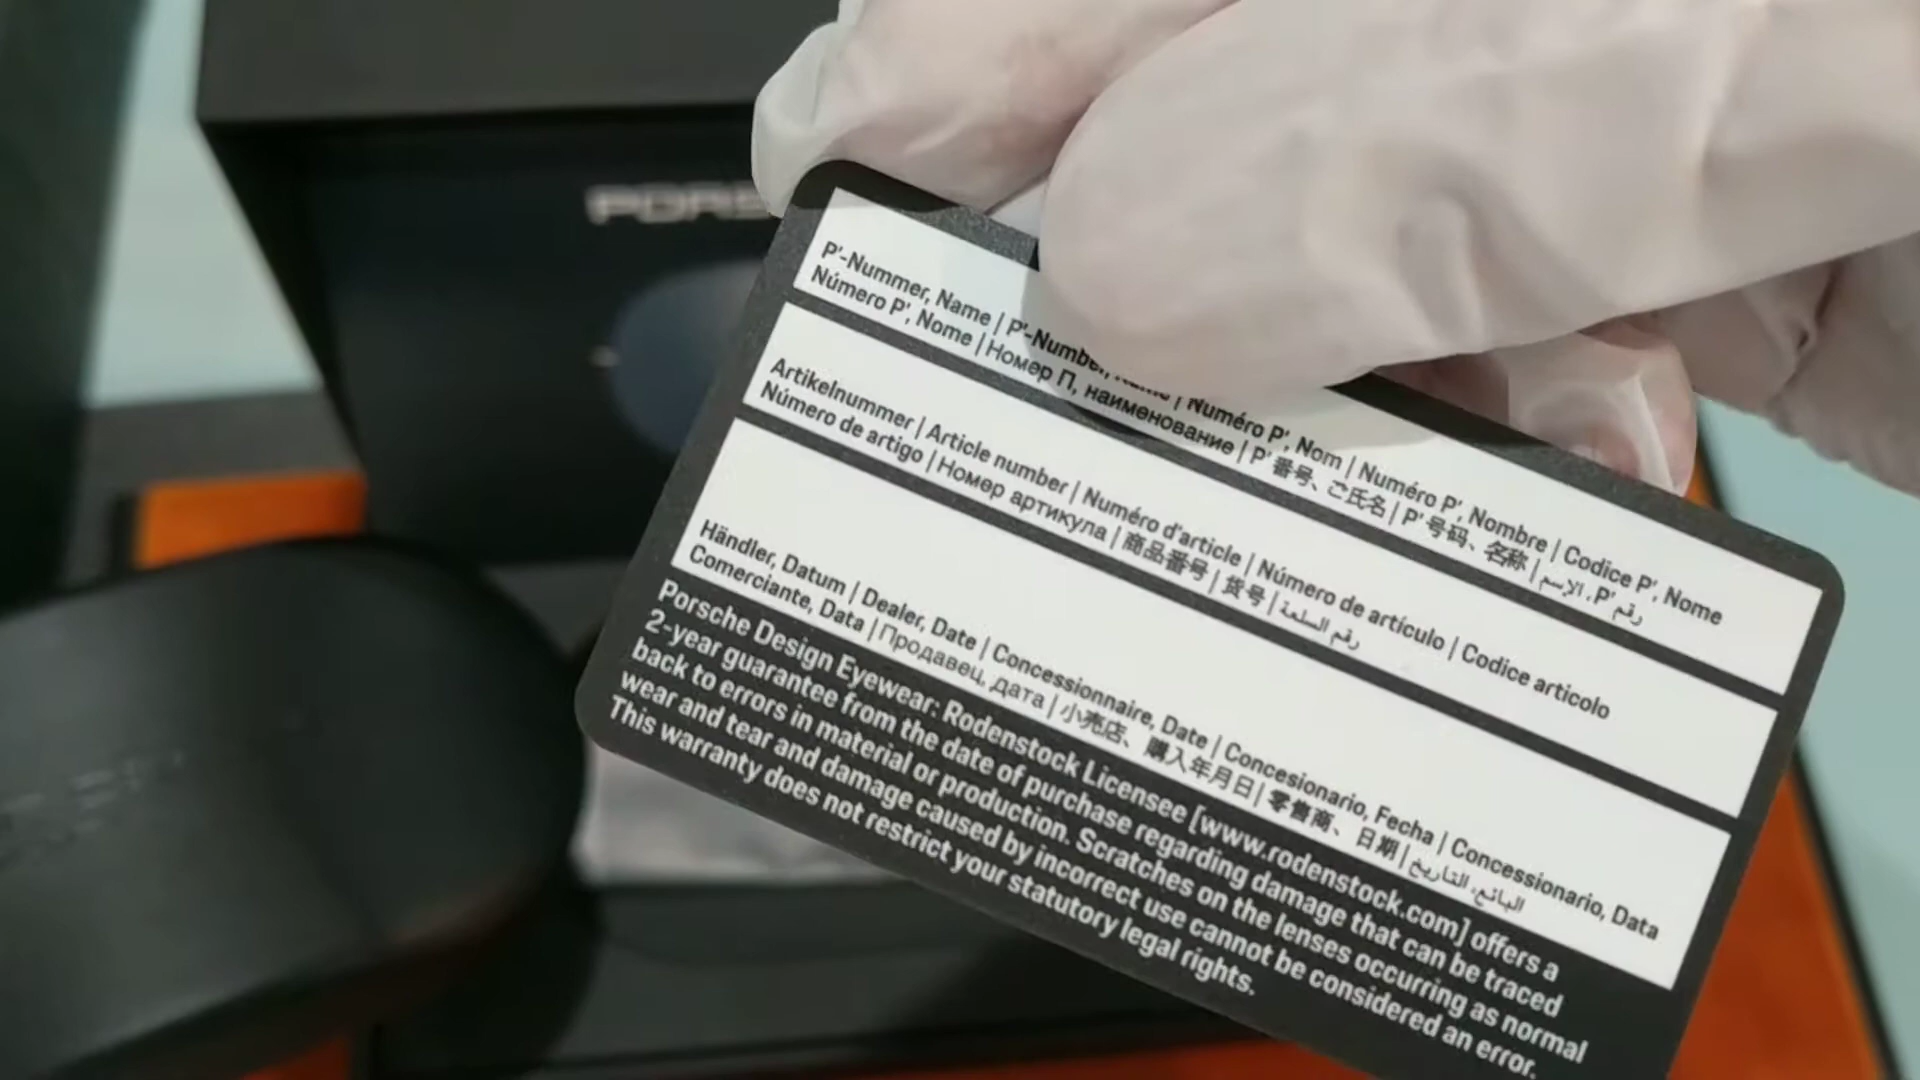 P'-Nummer, Name | P'-Number, Name | Numéro P', Nom | Numéro P', Nombre | Codice P', Nome
Número P', Nome | Номер П, наименование | P' 番号、ご氏名 | P' 号码、名称 | رقم P'، الإسم
Artikelnummer | Article number | Numéro d'article | Número de artículo | Codice articolo
Número de artigo | Номер артикула | 商品番号 | 货号 | رقم السلعة
Händler, Datum | Dealer, Date | Concessionnaire, Date | Concesionario, Fecha | Concessionario, Data
Comerciante, Data | Продавец, дата | 小売店、購入年月日 | 零售商、日期 | البائع، التاريخ
Porsche Design Eyewear: Rodenstock Licensee [www.rodenstock.com] offers a
2-year guarantee from the date of purchase regarding damage that can be traced
back to errors in material or production. Scratches on the lenses occurring as normal
wear and tear and damage caused by incorrect use cannot be considered an error.
This warranty does not restrict your statutory legal rights.